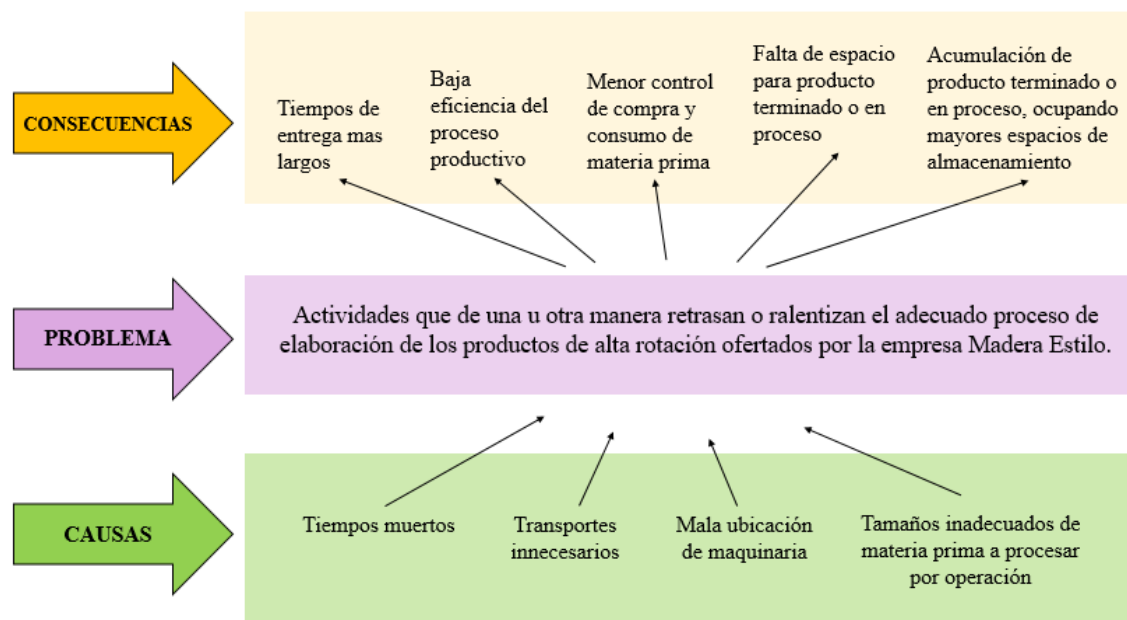 CONSECUENCIAS
Tiempos de
entrega mas
largos
Baja
eficiencia del
proceso
productivo
Menor control
de compra y
consumo de
materia prima
Falta de espacio
para producto
terminado o en
proceso
Acumulación de
producto terminado o
en proceso, ocupando
mayores espacios de
almacenamiento
PROBLEMA
Actividades que de una u otra manera retrasan o ralentizan el adecuado proceso de
elaboración de los productos de alta rotación ofertados por la empresa Madera Estilo.
CAUSAS
Tiempos muertos
Transportes
innecesarios
Mala ubicación
de maquinaria
Tamaños inadecuados de
materia prima a procesar
por operación